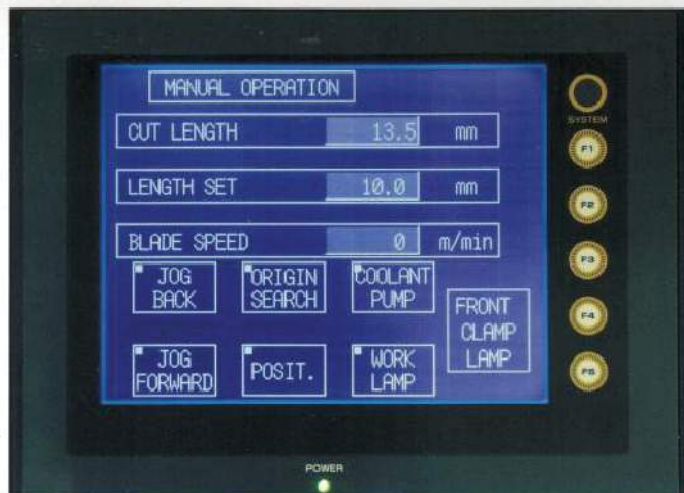 MANUAL OPERATION
CUT LENGTH 13.5 mm
LENGTH SET 10.0 mm
BLADE SPEED 0 m/min
JOG BACK
ORIGIN SEARCH
COOLANT PUMP
FRONT CLAMP LAMP
JOG FORWARD
POSIT.
WORK LAMP
SYSTEM
F1
F2
F3
F4
F5
POWER